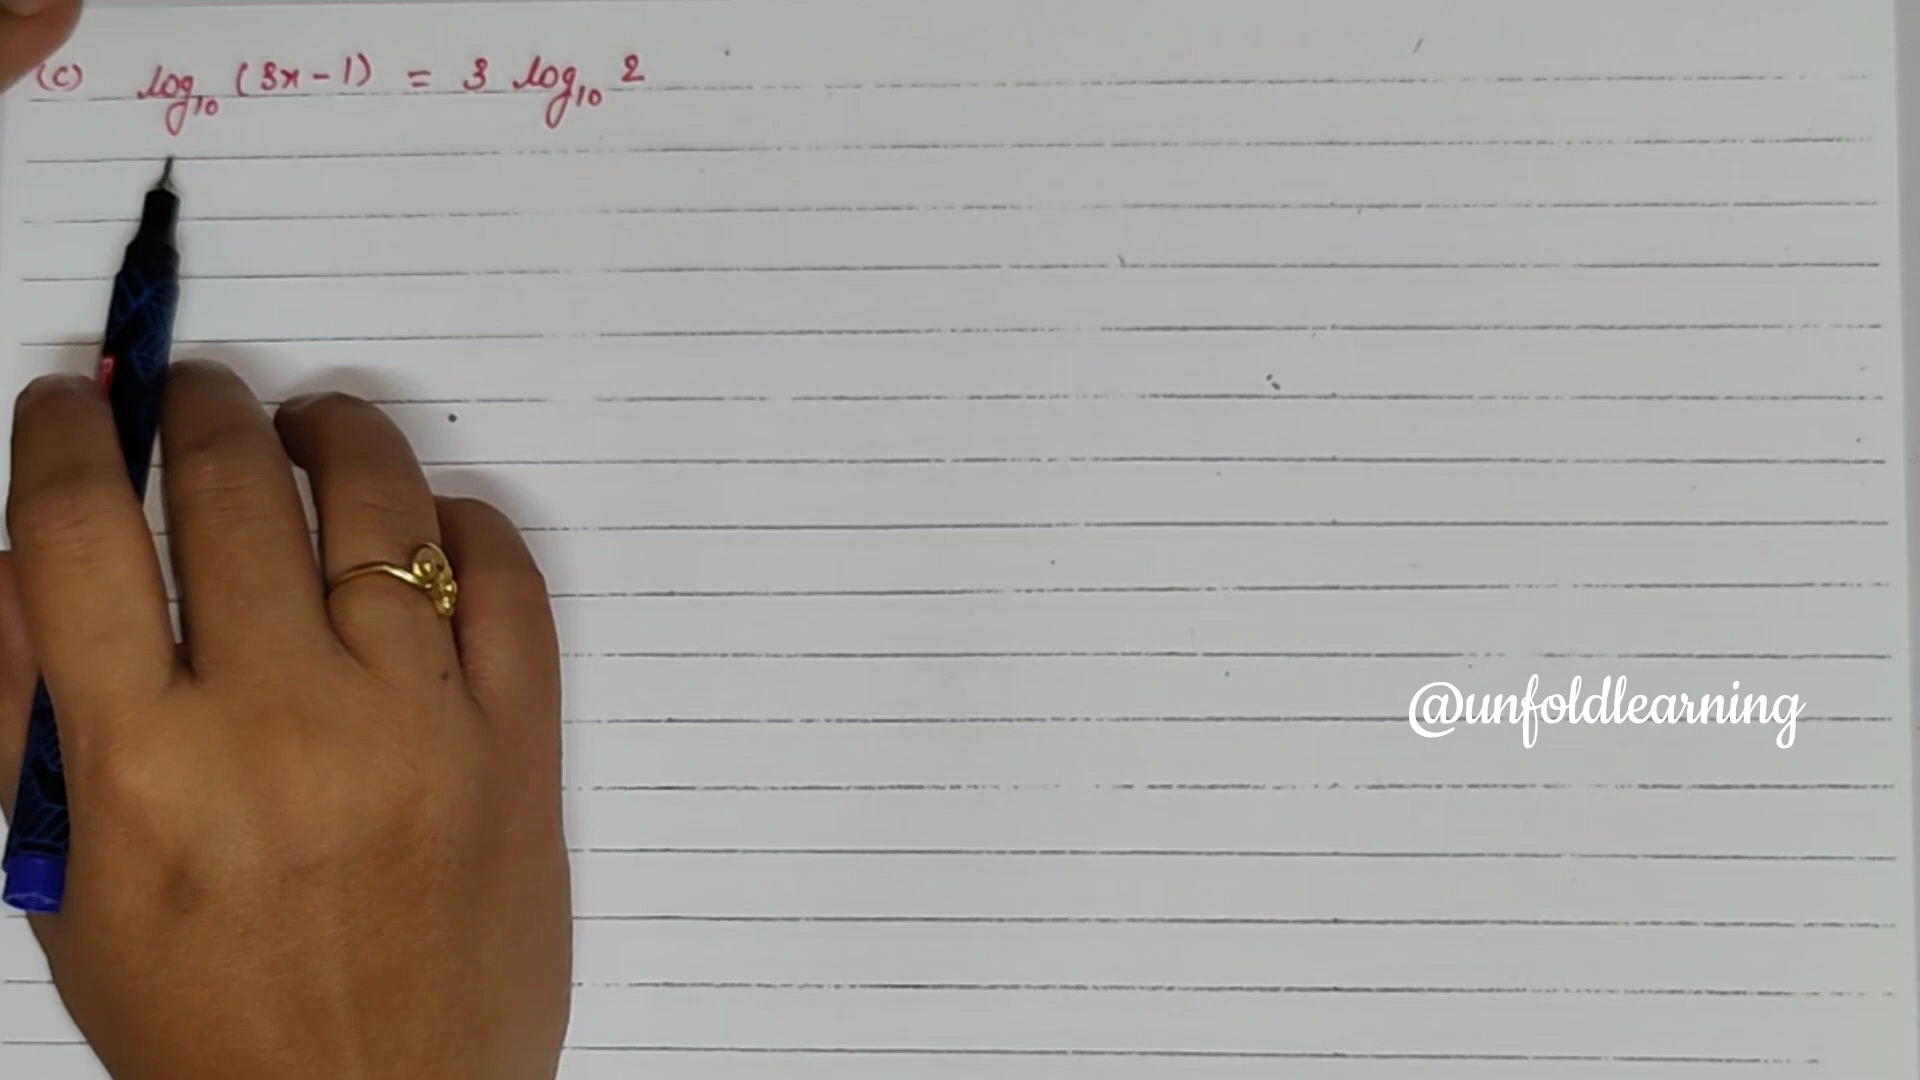 (c) log₁₀ (3x-1) = 3 log₁₀ 2
@unfoldlearning